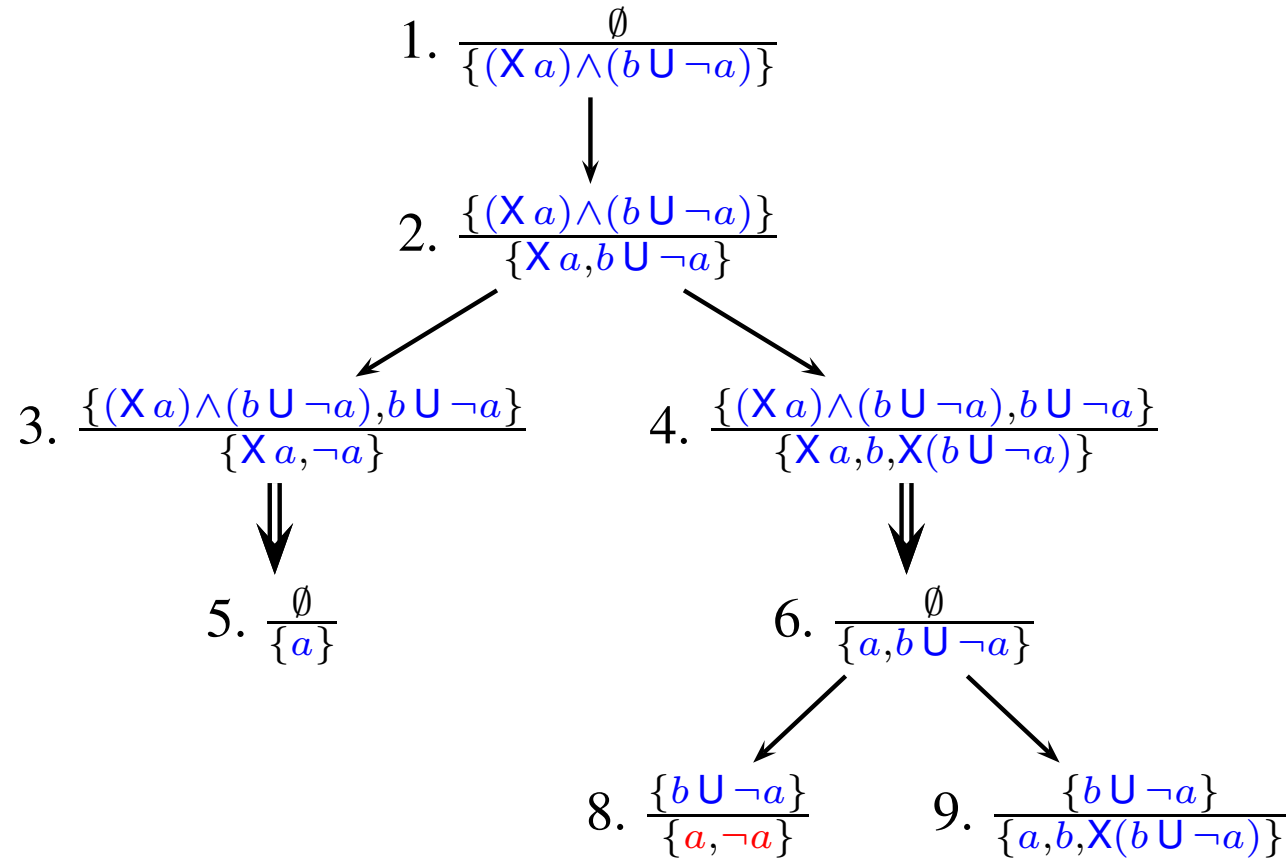 1. ∅
{(X a)∧(b U ¬a)}
2. {(X a)∧(b U ¬a)}
{X a,b U ¬a}
3. {(X a)∧(b U ¬a),b U ¬a}
{X a,¬a}
4. {(X a)∧(b U ¬a),b U ¬a}
{X a,b,X(b U ¬a)}
5. ∅
{a}
6. ∅
{a,b U ¬a}
8. {b U ¬a}
{a,¬a}
9. {b U ¬a}
{a,b,X(b U ¬a)}